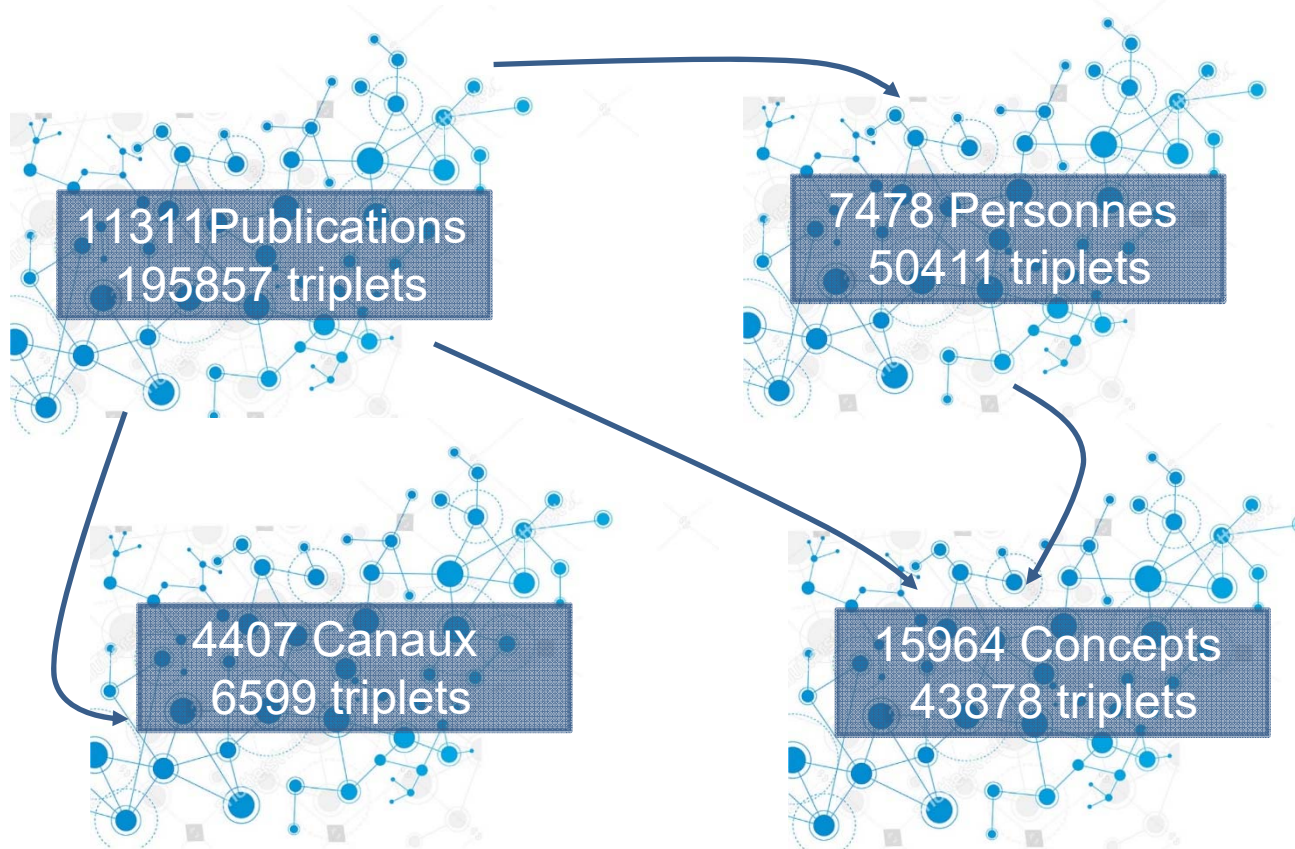 11311Publications
195857 triplets
7478 Personnes
50411 triplets
4407 Canaux
6599 triplets
15964 Concepts
43878 triplets